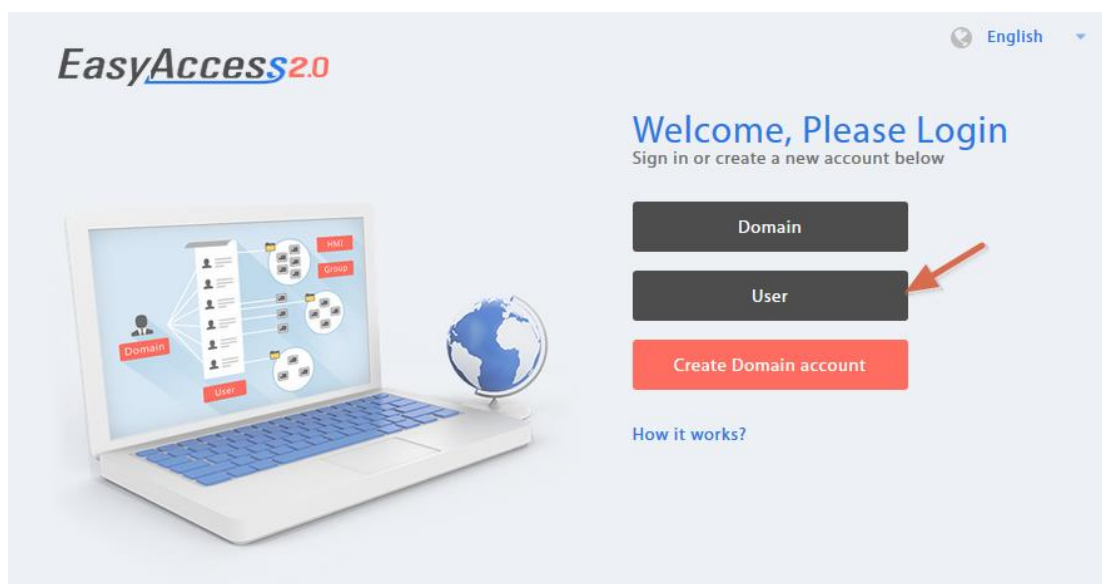 English
EasyAccess2.0
Welcome, Please Login
Sign in or create a new account below
Domain
User
Create Domain account
How it works?
HMI
Group
Domain
User